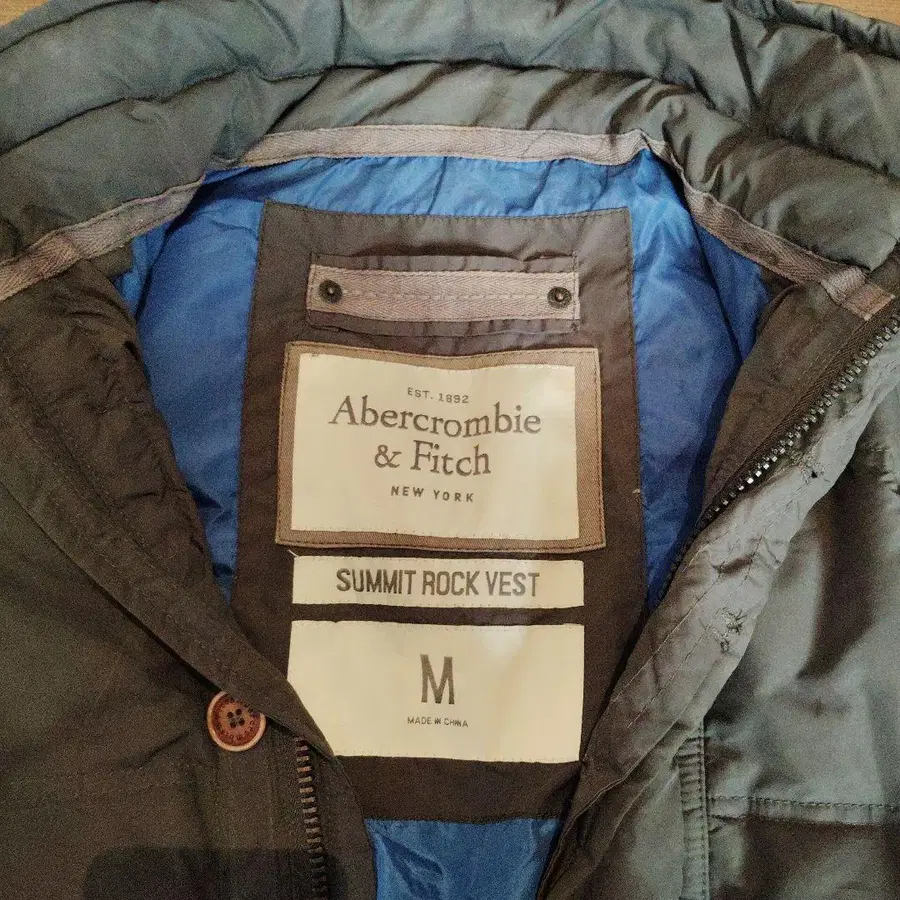 EST. 1892
Abercrombie
& Fitch
NEW YORK
SUMMIT ROCK VEST
M
MADE IN CHINA